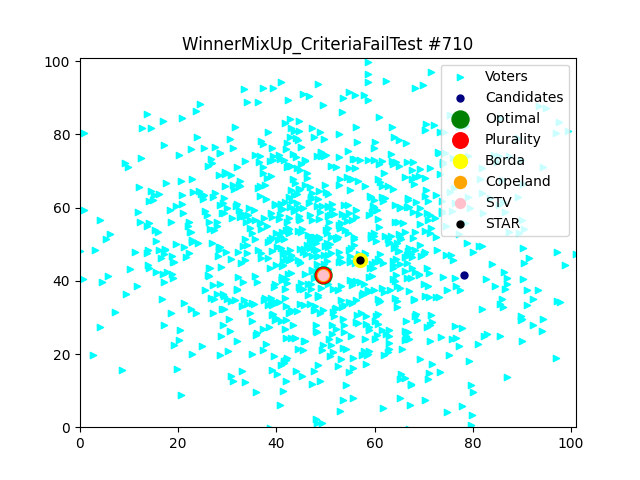 WinnerMixUp_CriteriaFailTest #710
100
80
60
40
20
0
0
20
40
60
80
100
Voters
Candidates
Optimal
Plurality
Borda
Copeland
STV
STAR